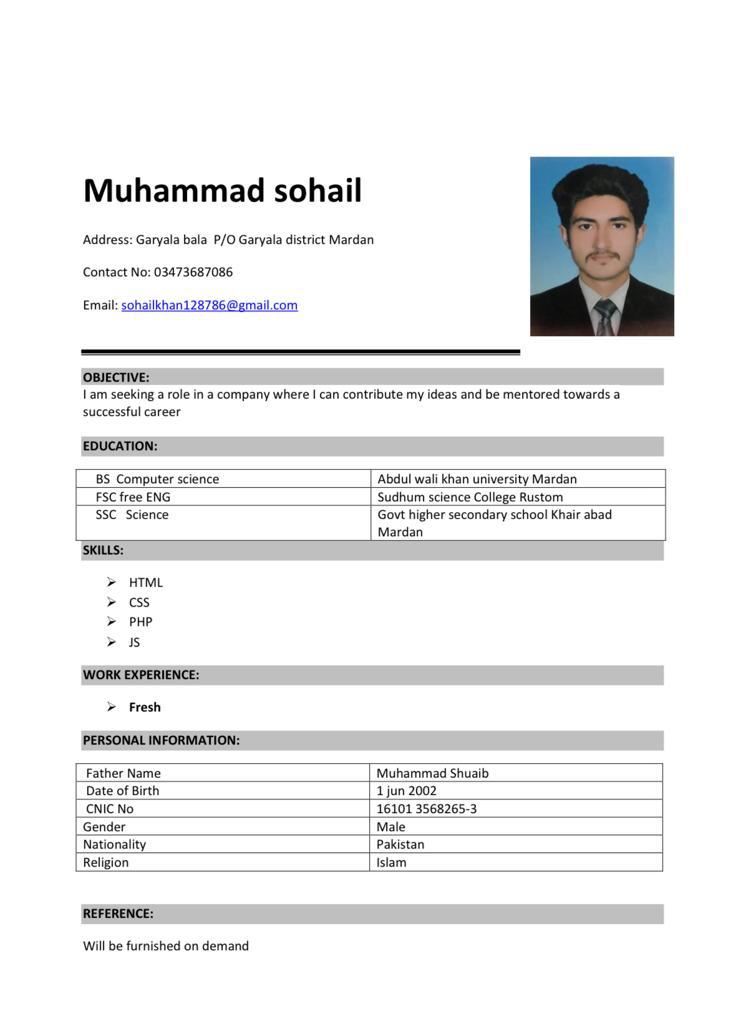 Muhammad sohail
Address: Garyala bala  P/O Garyala district Mardan
Contact No: 03473687086
Email: sohailkhan128786@gmail.com
OBJECTIVE:
I am seeking a role in a company where I can contribute my ideas and be mentored towards a
successful career
EDUCATION:
BS  Computer science Abdul wali khan university Mardan
FSC free ENG Sudhum science College Rustom
SSC   Science Govt higher secondary school Khair abad
Mardan
SKILLS:
HTML
CSS
PHP
JS
WORK EXPERIENCE:
Fresh
PERSONAL INFORMATION:
Father Name Muhammad Shuaib
Date of Birth 1 jun 2002
CNIC No 16101 3568265-3
Gender Male
Nationality Pakistan
Religion Islam
REFERENCE:
Will be furnished on demand